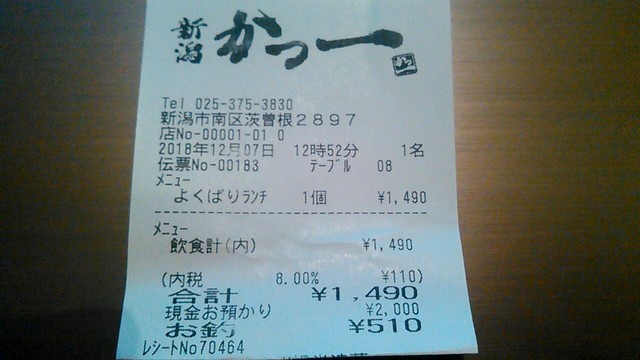 新潟 かつ一
かつ一
Tel 025-375-3830
新潟市南区茨曽根2897
店No-00001-01 0
2018年12月07日 12時52分 1名
伝票No-00183 テーブル 08
メニュー
よくばりランチ 1個 ¥1,490
メニュー
飲食計(内) ¥1,490
(内税 8.00% ¥110)
合計 ¥1,490
現金お預かり ¥2,000
お釣 ¥510
レシートNo70464